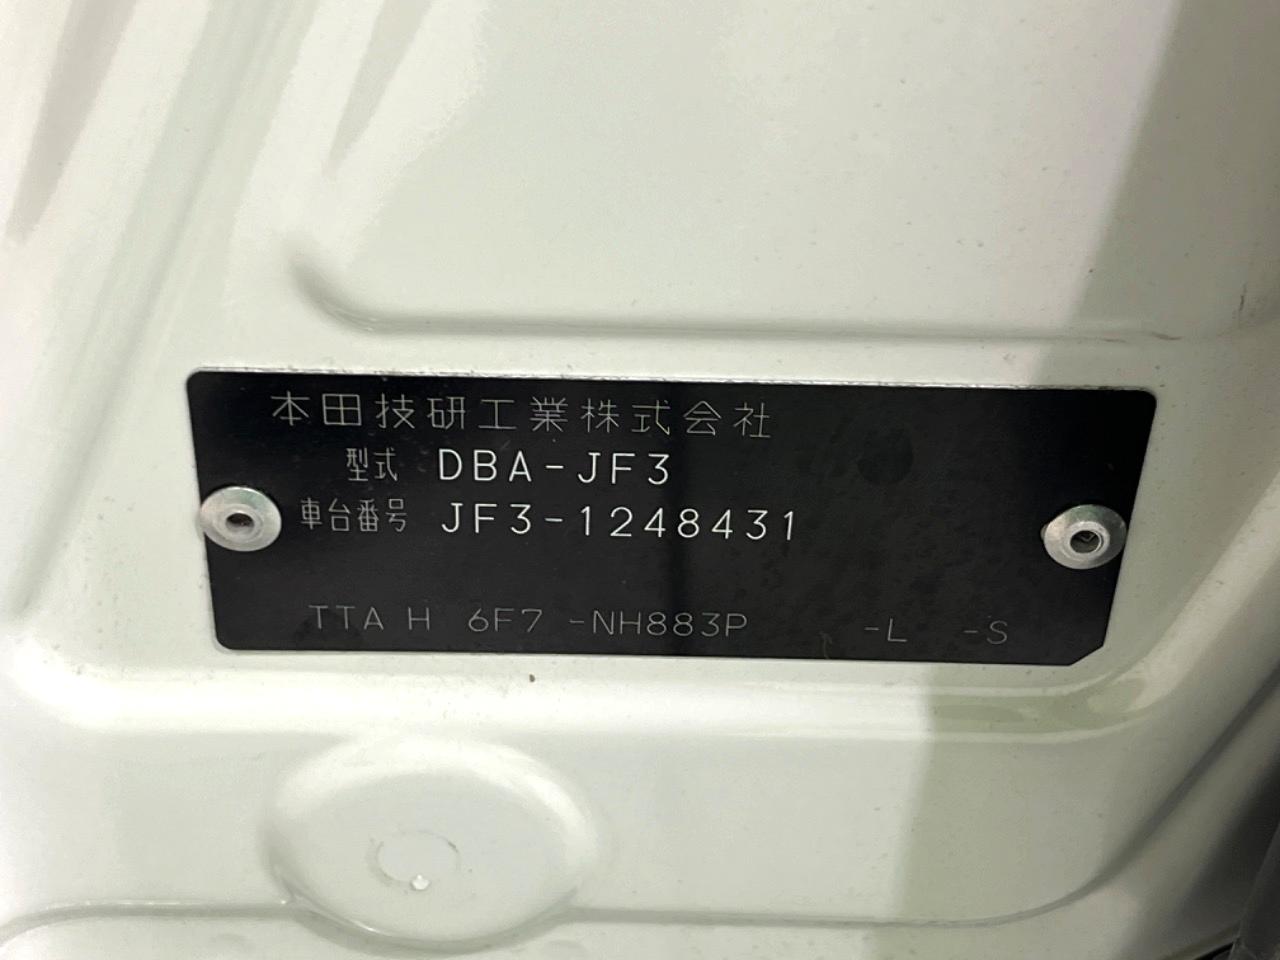 本田技研工業株式会社
型式 DBA-JF3
車台番号 JF3-1248431
TTA H 6F7 -NH883P -L -S